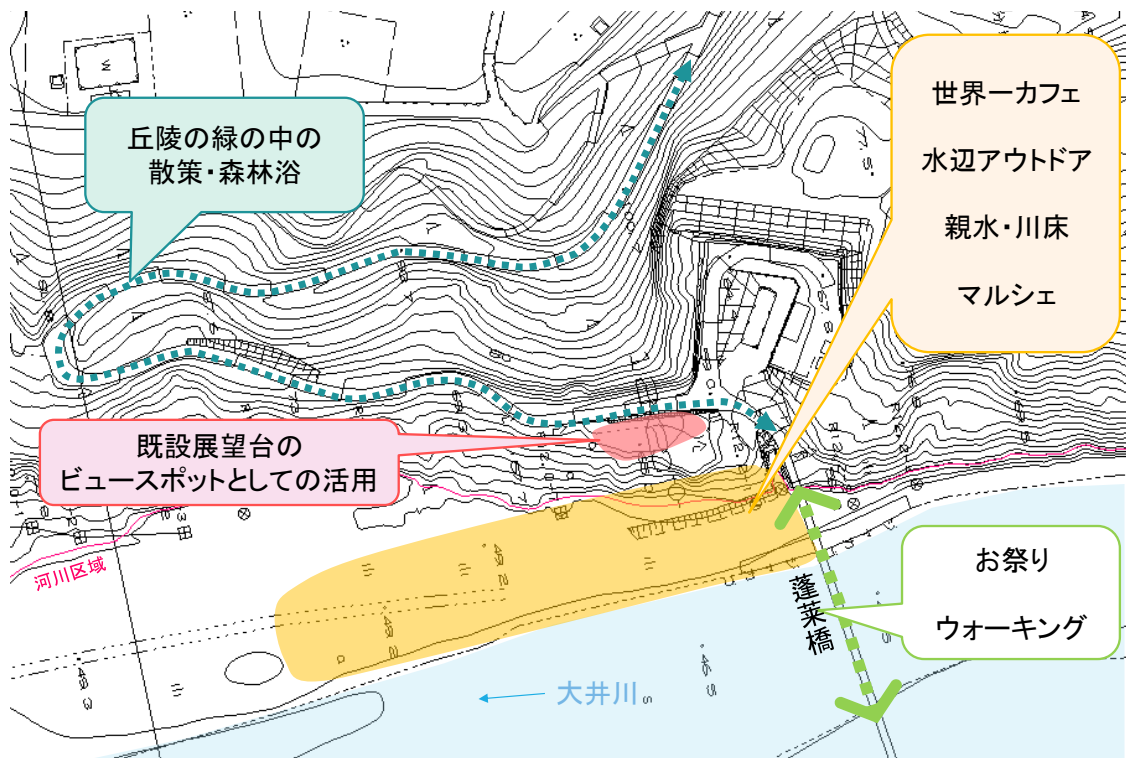 丘陵の緑の中の
散策・森林浴
世界一カフェ
水辺アウトドア
親水・川床
マルシェ
既設展望台の
ビュースポットとしての活用
河川区域
蓬莱橋
お祭り
ウォーキング
大井川